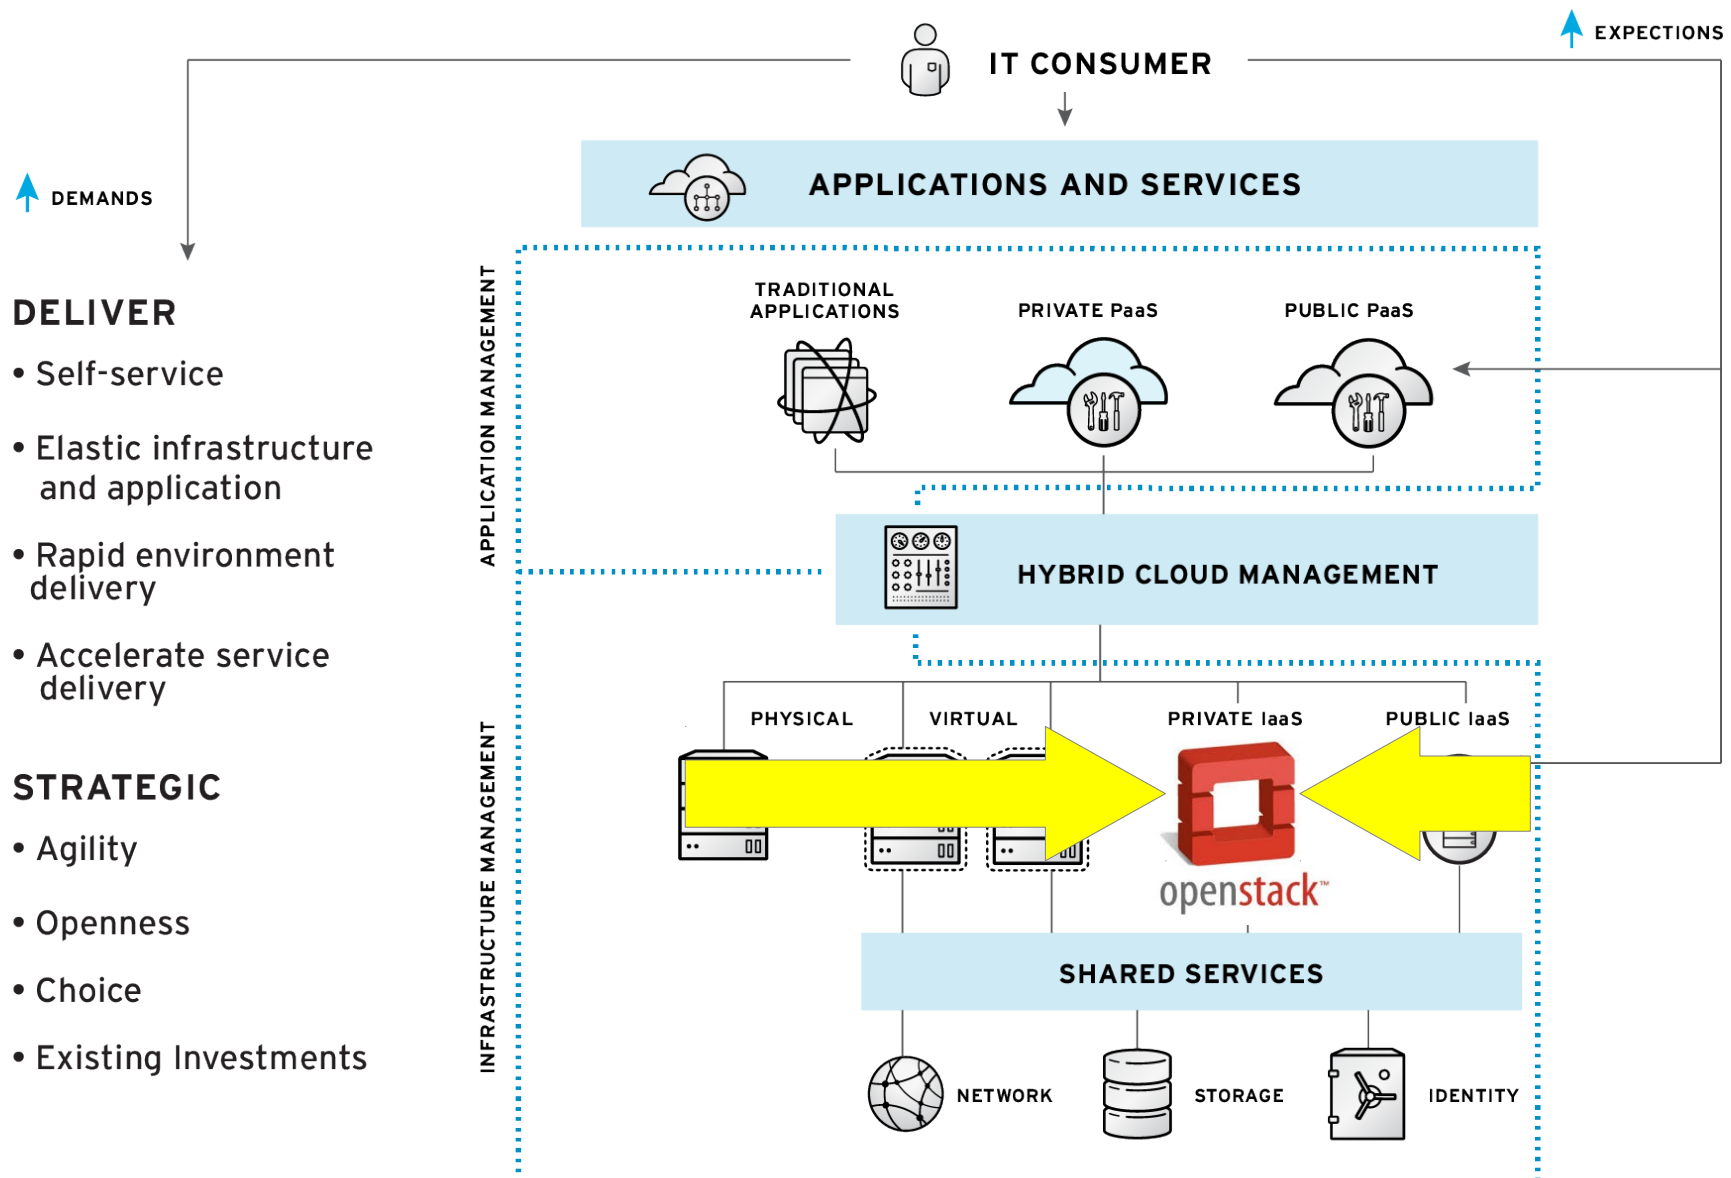 EXPECTIONS
IT CONSUMER
DEMANDS
APPLICATIONS AND SERVICES
DELIVER
• Self-service
• Elastic infrastructure
and application
• Rapid environment
delivery
• Accelerate service
delivery
STRATEGIC
• Agility
• Openness
• Choice
• Existing Investments
APPLICATION MANAGEMENT
TRADITIONAL
APPLICATIONS
PRIVATE PaaS
PUBLIC PaaS
HYBRID CLOUD MANAGEMENT
INFRASTRUCTURE MANAGEMENT
PHYSICAL
VIRTUAL
PRIVATE IaaS
PUBLIC IaaS
openstack™
SHARED SERVICES
NETWORK
STORAGE
IDENTITY